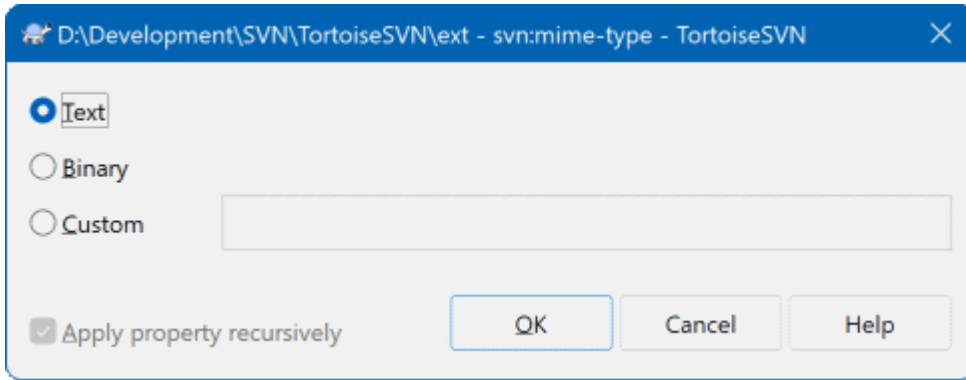 D:\Development\SVN\TortoiseSVN\ext - svn:mime-type - TortoiseSVN
Text
Binary
Custom
Apply property recursively OK Cancel Help